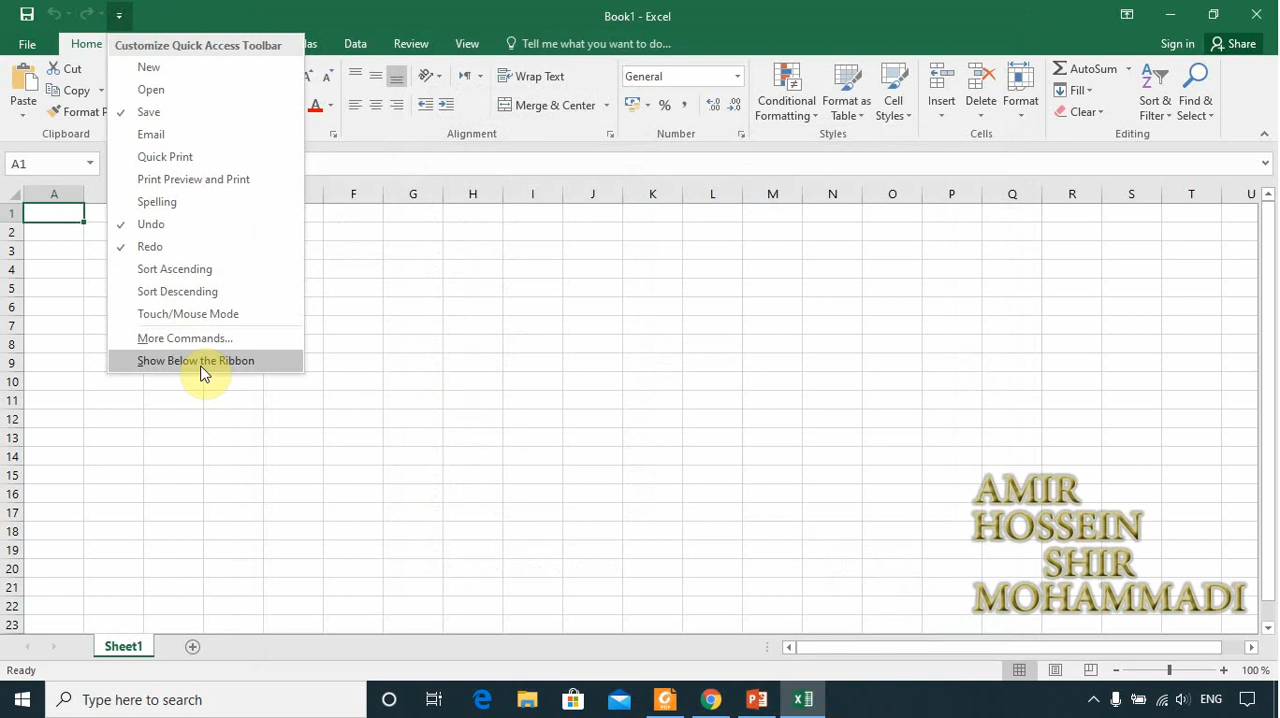 Book1 - Excel
File Home las Data Review View Tell me what you want to do... Sign in Share
Customize Quick Access Toolbar
New
Open
Save
Email
Quick Print
Print Preview and Print
Spelling
Undo
Redo
Sort Ascending
Sort Descending
Touch/Mouse Mode
More Commands...
Show Below the Ribbon
Paste
Cut
Copy
Format P
Clipboard
Wrap Text
Merge & Center
Alignment
General
%
Number
Conditional Formatting
Format as Table
Cell Styles
Styles
Insert
Delete
Format
Cells
AutoSum
Fill
Clear
Sort & Filter
Find & Select
Editing
A1
A F G H I J K L M N O P Q R S T U
1
2
3
4
5
6
7
8
9
10
11
12
13
14
15
16
17
18
19
20
21
22
23
AMIR
HOSSEIN
SHIR
MOHAMMADI
Sheet1
Ready
100 %
Type here to search
ENG